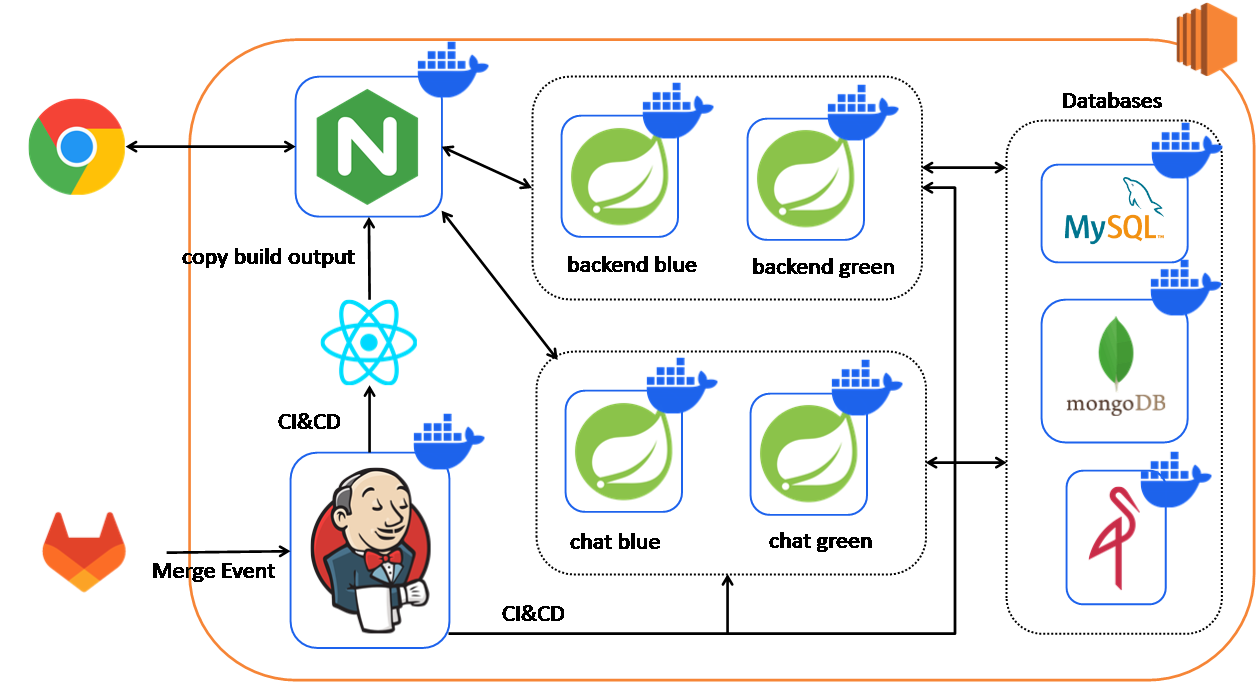 Databases
N
MySQL™
backend blue
backend green
copy build output
mongoDB
CI&CD
chat blue
chat green
Merge Event
CI&CD